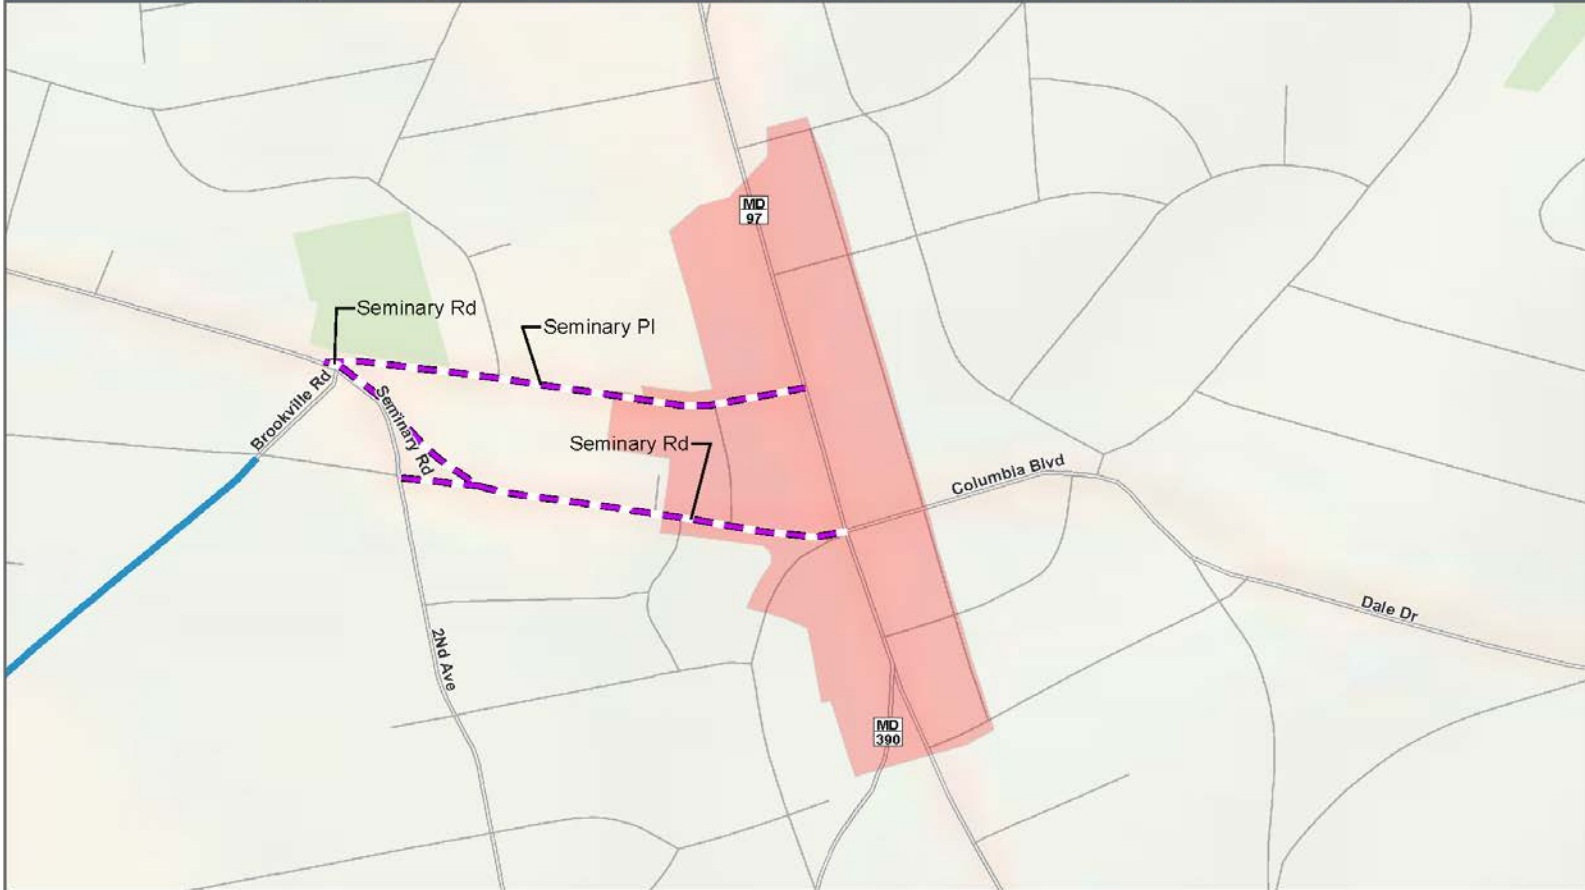 MD
97
Seminary Rd
Seminary Pl
Brookville Rd
Seminary Rd
Seminary Rd
Columbia Blvd
Dale Dr
2Nd Ave
MD
390